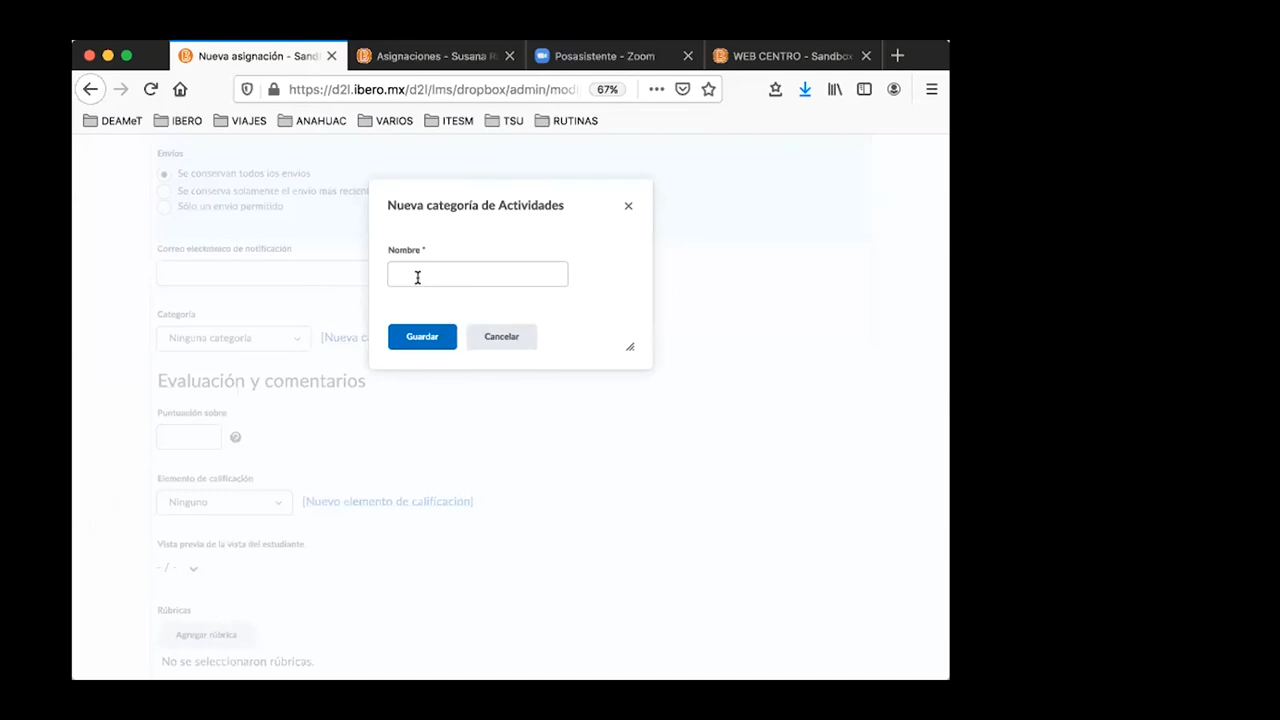 Nueva asignación - Sand
Asignaciones - Susana R
Posasistente - Zoom
WEB CENTRO - Sandbox
https://d2l.ibero.mx/d2l/lms/dropbox/admin/mod
67%
DEAMeT
IBERO
VIAJES
ANAHUAC
VARIOS
ITESM
TSU
RUTINAS
Envíos
Se conservan todos los envíos
Se conserva solamente el envío más recien
Sólo un envío permitido
Correo electrónico de notificación
Categoría
Ninguna categoría
[Nueva ca
Nueva categoría de Actividades
Nombre *
Guardar
Cancelar
Evaluación y comentarios
Puntuación sobre
Elemento de calificación
Ninguno
[Nuevo elemento de calificación]
Vista previa de la vista del estudiante
- / -
Rúbricas
Agregar rúbrica
No se seleccionaron rúbricas.